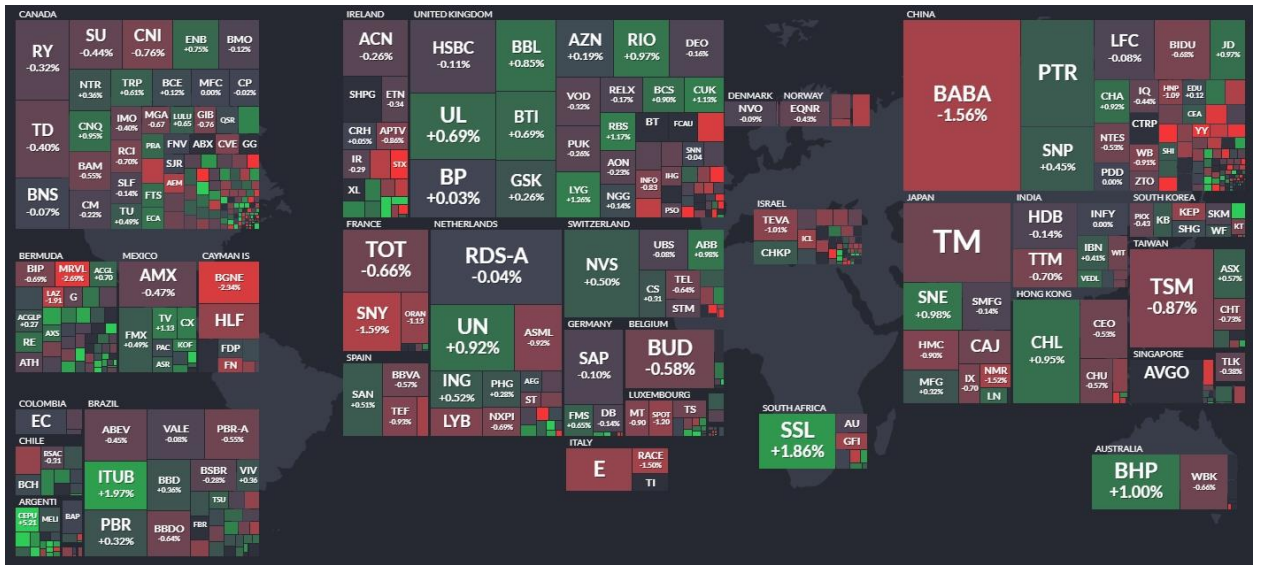 CANADA
RY
-0.32%
SU
-0.44%
CNI
-0.76%
ENB
+0.75%
BMO
-0.12%
NTR
+0.36%
TRP
+0.61%
BCE
+0.12%
MFC
0.00%
CP
-0.02%
TD
-0.40%
CNQ
+0.95%
IMO
-0.40%
MGA
-0.67
LULU
+0.65
GIB
-0.76
QSR
RCI
-0.70%
PBA
FNV
ABX
CVE
GG
BAM
-0.55%
SLF
-0.14%
SJR
FTS
AEM
BNS
-0.07%
CM
-0.22%
TU
+0.49%
ECA
IRELAND
ACN
-0.26%
SHPG
ETN
-0.34
CRH
+0.05%
APTV
-0.86%
IR
-0.29
STX
XL
UNITED KINGDOM
HSBC
-0.11%
BBL
+0.85%
AZN
+0.19%
RIO
+0.97%
DEO
-0.16%
UL
+0.69%
BTI
+0.69%
VOD
-0.32%
RELX
-0.17%
BCS
+0.90%
CUK
+1.13%
RBS
+1.17%
BT
FCAU
PUK
-0.26%
AON
-0.23%
SNN
-0.04
BP
+0.03%
GSK
+0.26%
LYG
+1.26%
NGG
+0.14%
INFO
-0.83
IHG
PSO
DENMARK
NVO
-0.09%
NORWAY
EQNR
-0.43%
CHINA
BABA
-1.56%
PTR
SNP
+0.45%
LFC
-0.08%
BIDU
-0.68%
JD
+0.97%
CHA
+0.92%
IQ
-0.44%
HNP
-1.09
EDU
+0.12
CTRP
CEA
YY
NTES
-0.53%
WB
-0.91%
SHI
PDD
0.00%
ZTO
BERMUDA
BIP
-0.69%
MRVL
-2.69%
ACGL
+0.70
LAZ
-1.91
G
ACGLP
+0.27
RE
AXS
ATH
MEXICO
AMX
-0.47%
FMX
+0.49%
TV
+1.13
CX
PAC
KOF
ASR
CAYMAN IS
BGNE
-2.34%
HLF
FDP
FN
FRANCE
TOT
-0.66%
SNY
-1.59%
ORAN
-1.13
NETHERLANDS
RDS-A
-0.04%
UN
+0.92%
ASML
-0.92%
ING
+0.52%
PHG
+0.28%
AEG
ST
LYB
NXPI
-0.69%
SWITZERLAND
NVS
+0.50%
UBS
-0.08%
ABB
+0.98%
CS
+0.31
TEL
-0.64%
STM
GERMANY
SAP
-0.10%
FMS
+0.65%
DB
-0.14%
BELGIUM
BUD
-0.58%
LUXEMBOURG
MT
-0.90
SPOT
-1.20
TS
SPAIN
SAN
+0.51%
BBVA
-0.57%
TEF
-0.93%
ITALY
E
RACE
-1.50%
TI
ISRAEL
TEVA
-1.01%
ICL
CHKP
JAPAN
TM
SNE
+0.98%
SMFG
-0.14%
HMC
-0.90%
CAJ
MFG
+0.32%
IX
-0.70
NMR
-1.52%
LN
INDIA
HDB
-0.14%
INFY
0.00%
TTM
-0.70%
IBN
+0.41%
WIT
VEDL
SOUTH KOREA
PKX
-0.43
KB
KEP
SKM
SHG
WF
KT
HONG KONG
CHL
+0.95%
CEO
-0.53%
CHU
-0.57%
TAIWAN
TSM
-0.87%
ASX
+0.57%
CHT
-0.73%
SINGAPORE
AVGO
TLK
-0.38%
COLOMBIA
EC
CHILE
BSAC
-0.31
BCH
ARGENTI
CEPU
+5.21
MELI
BAP
BRAZIL
ABEV
-0.45%
VALE
-0.08%
PBR-A
-0.55%
ITUB
+1.97%
BBD
+0.36%
BSBR
-0.28%
VIV
+0.36
TSU
PBR
+0.32%
BBDO
-0.64%
FBR
SOUTH AFRICA
SSL
+1.86%
AU
GFI
AUSTRALIA
BHP
+1.00%
WBK
-0.66%